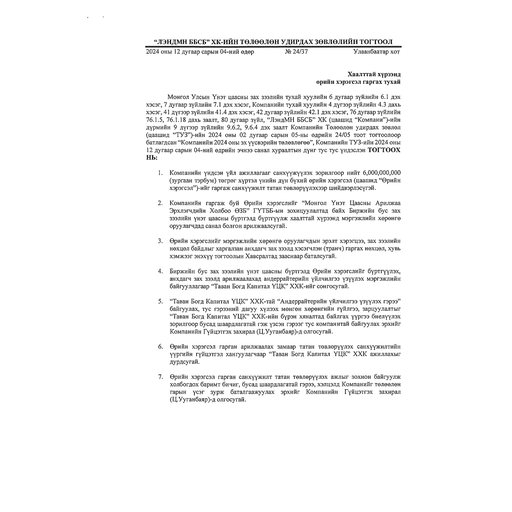 "ЛЭНДМН ББСБ" ХК-ИЙН ТӨЛӨӨЛӨН УДИРДАХ ЗӨВЛӨЛИЙН ТОГТООЛ
2024 оны 12 дугаар сарын 04-ний өдөр № 24/37 Улаанбаатар хот
Хаалттай хүрээнд
өрийн хэрэгсэл гаргах тухай
Монгол Улсын Үнэт цаасны зах зээлийн тухай хуулийн 6 дугаар зүйлийн 6.1 дэх
хэсэг, 7 дугаар зүйлийн 7.1 дэх хэсэг, Компанийн тухай хуулийн 4 дүгээр зүйлийн 4.3 дахь
хэсэг, 41 дүгээр зүйлийн 41.4 дэх хэсэг, 42 дугаар зүйлийн 42.1 дэх хэсэг, 76 дугаар зүйлийн
76.1.5, 76.1.18 дахь заалт, 80 дугаар зүйл, "ЛэндМН ББСБ" ХК (цаашид "Компани")-ийн
дүрмийн 9 дүгээр зүйлийн 9.6.2, 9.6.4 дэх заалт Компанийн Төлөөлөн удирдах зөвлөл
(цаашид "ТУЗ")-ийн 2024 оны 02 дугаар сарын 05-ны өдрийн 24/05 тоот тогтоолоор
батлагдсан "Компанийн 2024 оны эх үүсвэрийн төлөвлөгөө", Компанийн ТУЗ-ийн 2024 оны
12 дугаар сарын 04-ний өдрийн ээлжит санал хураалтын дүнг тус тус үндэслэн ТОГТООХ
НЬ:
1. Компанийн үндсэн үйл ажиллагааг санхүүжүүлэх зорилгоор нийт 6,000,000,000
(зургаан тэрбум) төгрөг хүртэл үнийн дүн бүхий өрийн хэрэгсэл (цаашид "Өрийн
хэрэгсэл")-ийг гаргаж санхүүжилт татан төвлөрүүлэхээр шийдвэрлэсүгэй.
2. Компанийн гаргаж буй Өрийн хэрэгслийг "Монгол Үнэт Цаасны Арилжаа
Эрхлэгчдийн Холбоо ӨЗБ" ГҮТББ-ын зохицуулалтад байх Биржийн бус зах
зээлийн үнэт цаасны бүртгэлд бүртгүүлж хаалттай хүрээнд мэргэжлийн хөрөнгө
оруулагчдад санал болгон арилжаалсугай.
3. Өрийн хэрэгслийг мэргэжлийн хөрөнгө оруулагчдын эрэлт хэрэгцээ, зах зээлийн
нөхцөл байдлыг харгалзан анхдагч зах зээлд хэсэгчлэн (транч) гаргах нөхцөл, хувь
хэмжээг энэхүү тогтоолын Хавсралтад зааснаар баталсугай.
4. Биржийн бус зах зээлийн үнэт цаасны бүртгэлд Өрийн хэрэгслийг бүртгүүлэх,
анхдагч зах зээлд арилжаалахад андеррайтерийн үйлчилгээ үзүүлэх мэргэжлийн
байгууллагаар "Таван Богд Капитал ҮЦК" ХХК-ийг сонгосугай.
5. "Таван Богд Капитал ҮЦК" ХХК-тай "Андеррайтерийн үйлчилгээ үзүүлэх гэрээ"
байгуулах, тус гэрээний дагуу хүлээх мөнгөн хөрөнгийн гүйлгээ, зарцуулалтыг
"Таван Богд Капитал ҮЦК" ХХК-ийн бүрэн хяналтад байлгах үүргээ биелүүлэх
зорилгоор бусад шаардлагатай гэж үзсэн гэрээг тус компанитай байгуулах эрхийг
Компанийн Гүйцэтгэх захирал (Ц.Ууганбаяр)-д олгосугай.
6. Өрийн хэрэгсэл гарган арилжаалах замаар татан төвлөрүүлэх санхүүжилтийн
үүргийн гүйцэтгэл хангуулагчаар "Таван Богд Капитал ҮЦК" ХХК ажиллахыг
дурдсугай.
7. Өрийн хэрэгсэл гарган санхүүжилт татан төвлөрүүлэх ажлыг зохион байгуулж
холбогдох баримт бичиг, бусад шаардлагатай гэрээ, хэлцэлд Компанийг төлөөлөн
гарын үсэг зурж баталгаажуулах эрхийг Компанийн Гүйцэтгэх захирал
(Ц.Ууганбаяр)-д олгосугай.